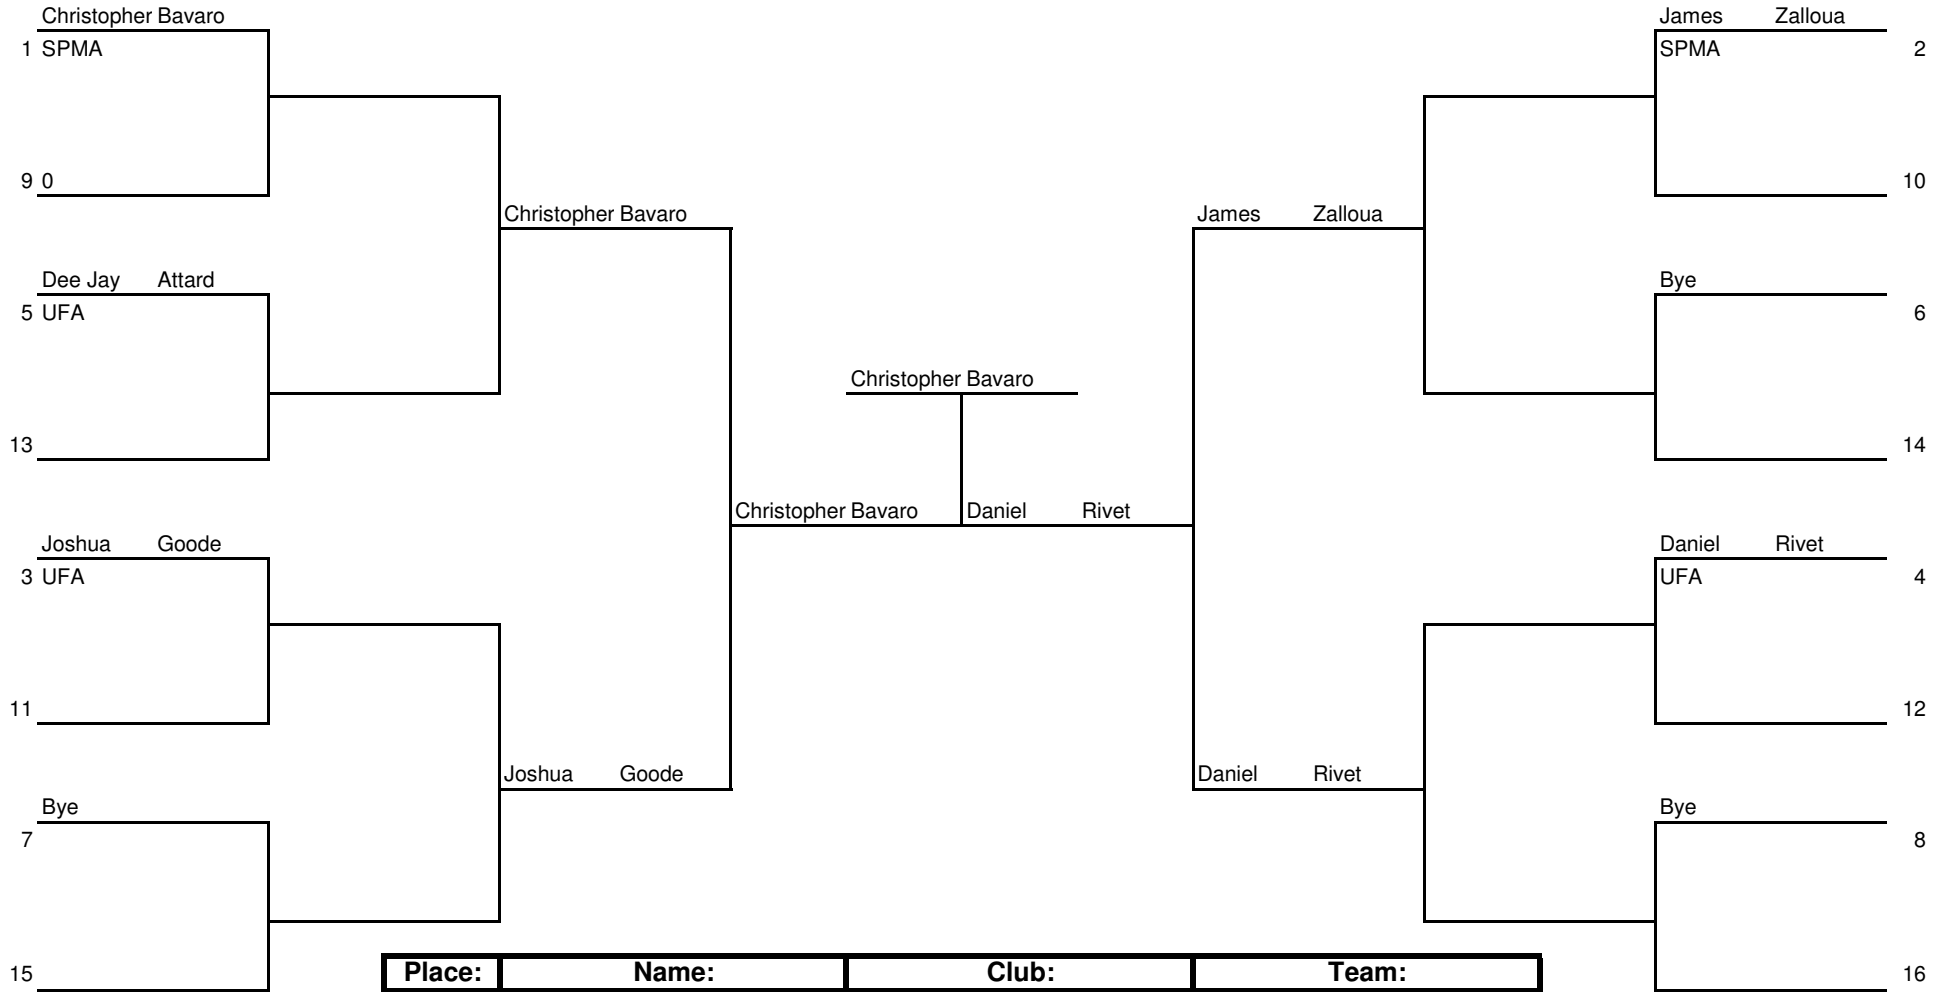 Christopher Bavaro
1 SPMA
9 0
Dee Jay Attard
5 UFA
13
Joshua Goode
3 UFA
11
Bye
7
15
Christopher Bavaro
Joshua Goode
Christopher Bavaro
Christopher Bavaro
Daniel Rivet
James Zalloua
Daniel Rivet
James Zalloua
SPMA 2
10
Bye
6
14
Daniel Rivet
UFA 4
12
Bye
8
16
Place: Name: Club: Team: